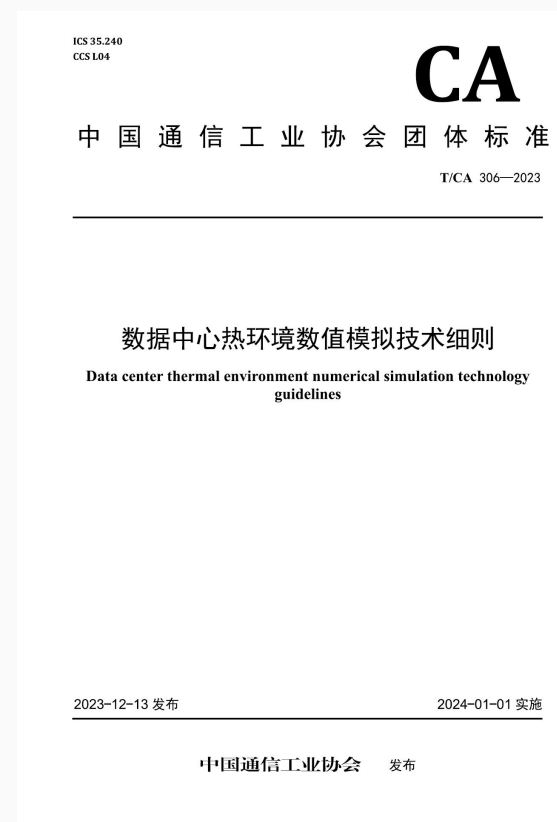 ICS 35.240
CCS L04
CA
中国通信工业协会团体标准
T/CA 306—2023
数据中心热环境数值模拟技术细则
Data center thermal environment numerical simulation technology
guidelines
2023-12-13 发布
2024-01-01 实施
中国通信工业协会 发布